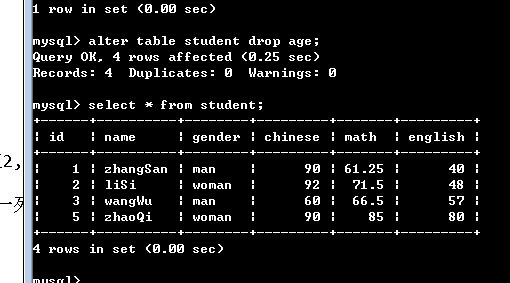 1 row in set (0.00 sec)
mysql> alter table student drop age;
Query OK, 4 rows affected (0.25 sec)
Records: 4  Duplicates: 0  Warnings: 0
mysql> select * from student;
+------+----------+--------+---------+-------+---------+
| id   | name     | gender | chinese | math  | english |
+------+----------+--------+---------+-------+---------+
|    1 | zhangSan | man    |      90 | 61.25 |      40 |
|    2 | liSi     | woman  |      92 |  71.5 |      48 |
|    3 | wangWu   | man    |      60 |  66.5 |      57 |
|    5 | zhaoQi   | woman  |      90 |    85 |      80 |
+------+----------+--------+---------+-------+---------+
4 rows in set (0.00 sec)
mysql>
2,
一